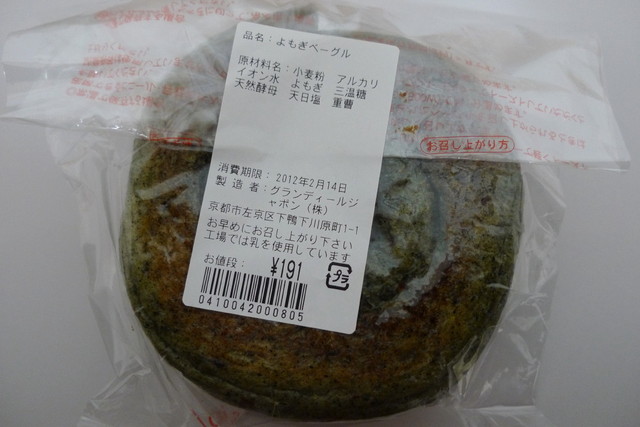 品名：よもぎベーグル
原材料名：小麦粉 アルカリ
イオン水 よもぎ 三温糖
天然酵母 天日塩 重曹
消費期限：2012年2月14日
製造者：グランディールジ
ャポン（株）
京都市左京区下鴨下川原町1-1
お早めにお召し上がり下さい
工場では乳を使用しています
お値段： ¥191
プラ
0410042000805
お召し上がり方